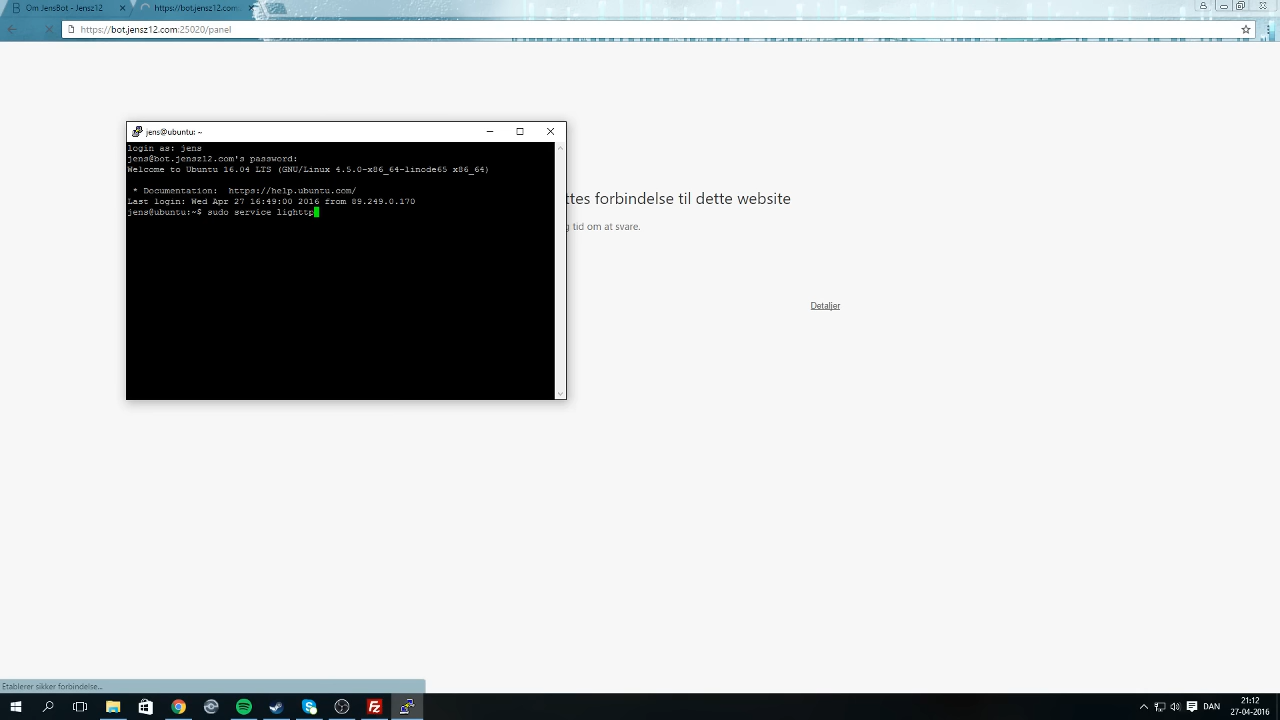 Om JensBot - JensZ12
https://bot.jensz12.com:
https://bot.jensz12.com:25020/panel
jens@ubuntu: ~
login as: jens
jens@bot.jensz12.com's password:
Welcome to Ubuntu 16.04 LTS (GNU/Linux 4.5.0-x86_64-linode65 x86_64)
* Documentation:  https://help.ubuntu.com/
Last login: Wed Apr 27 16:49:00 2016 from 89.249.0.170
jens@ubuntu:~$ sudo service lighttp
ttes forbindelse til dette website
tid om at svare.
Detaljer
Etablerer sikker forbindelse...
DAN
21:12
27-04-2016